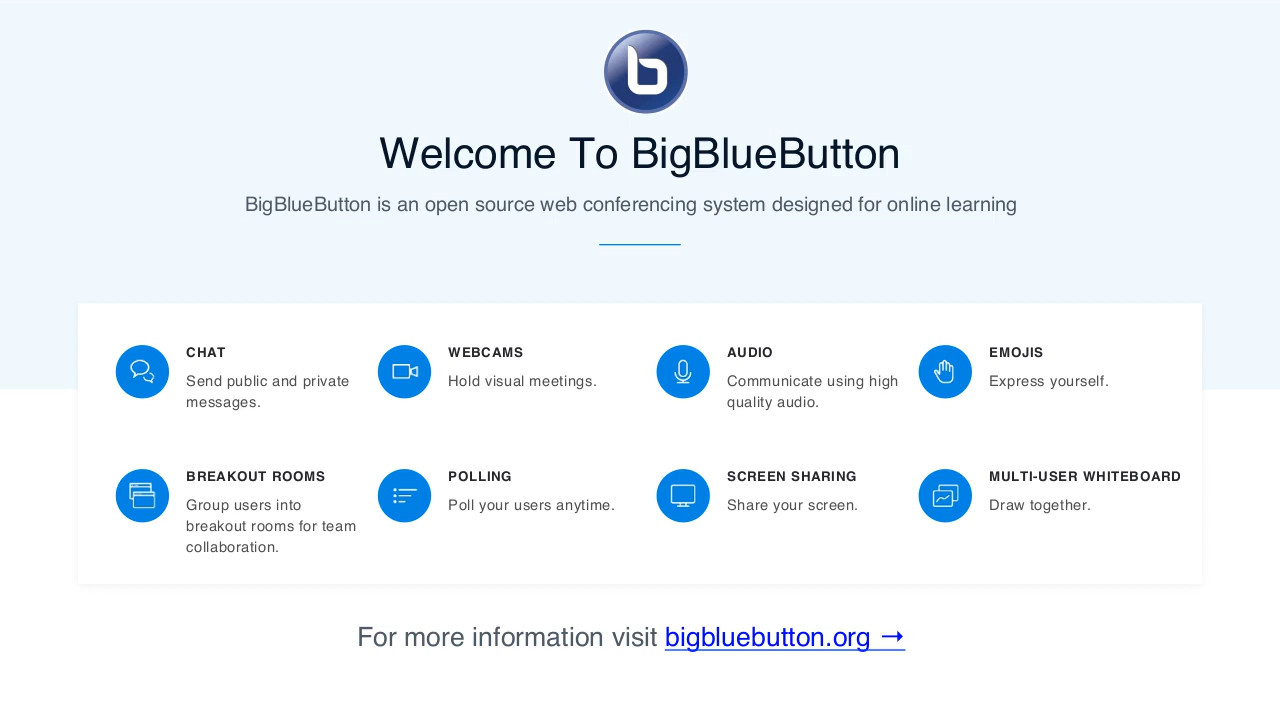 Welcome To BigBlueButton
BigBlueButton is an open source web conferencing system designed for online learning
CHAT
Send public and private
messages.
WEBCAMS
Hold visual meetings.
AUDIO
Communicate using high
quality audio.
EMOJIS
Express yourself.
BREAKOUT ROOMS
Group users into
breakout rooms for team
collaboration.
POLLING
Poll your users anytime.
SCREEN SHARING
Share your screen.
MULTI-USER WHITEBOARD
Draw together.
For more information visit bigbluebutton.org →